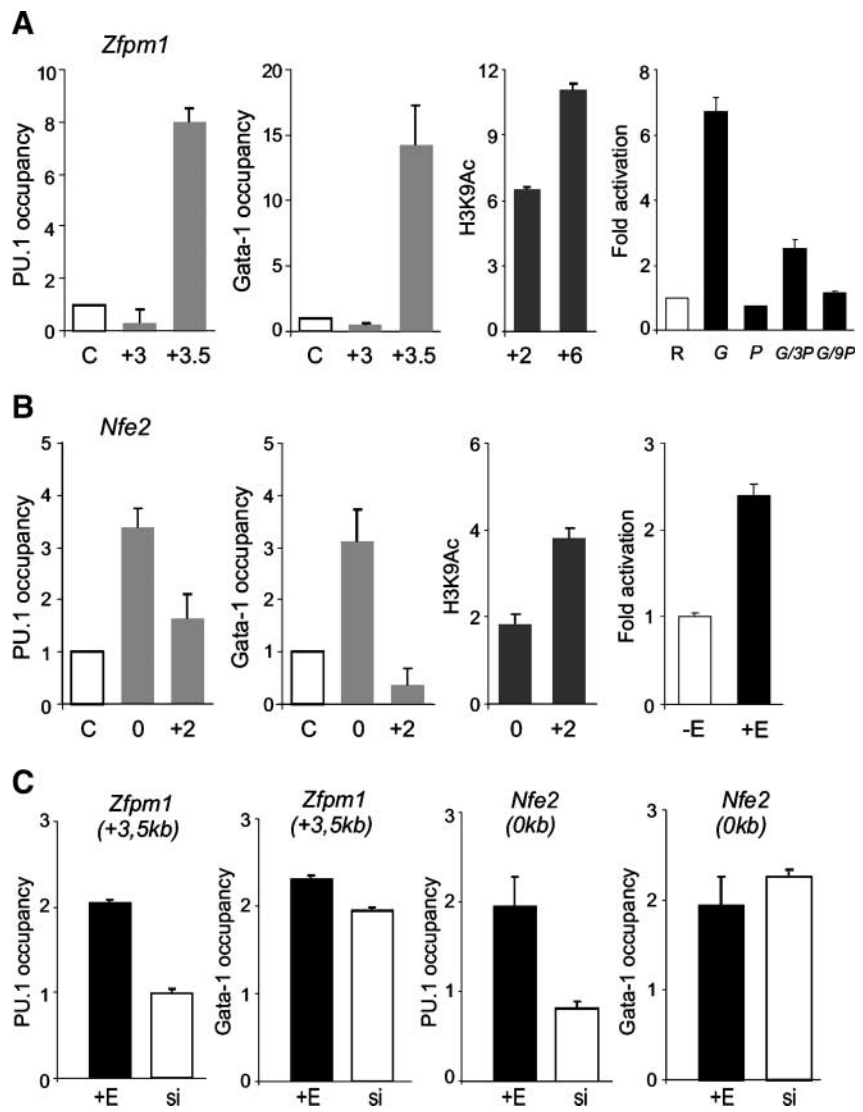 A
Zfpm1
PU.1 occupancy
10
8
6
4
2
0
C +3 +3.5
Gata-1 occupancy
20
15
10
5
0
C +3 +3.5
H3K9Ac
12
9
6
3
0
+2 +6
Fold activation
8
6
4
2
0
R G P G/3P G/9P
B
Nfe2
PU.1 occupancy
5
4
3
2
1
0
C 0 +2
Gata-1 occupancy
5
4
3
2
1
0
C 0 +2
H3K9Ac
6
4
2
0
0 +2
Fold activation
3
2
1
0
-E +E
C
Zfpm1
(+3,5kb)
PU.1 occupancy
3
2
1
0
+E si
Zfpm1
(+3,5kb)
Gata-1 occupancy
3
2
1
0
+E si
Nfe2
(0kb)
PU.1 occupancy
3
2
1
0
+E si
Nfe2
(0kb)
Gata-1 occupancy
3
2
1
0
+E si